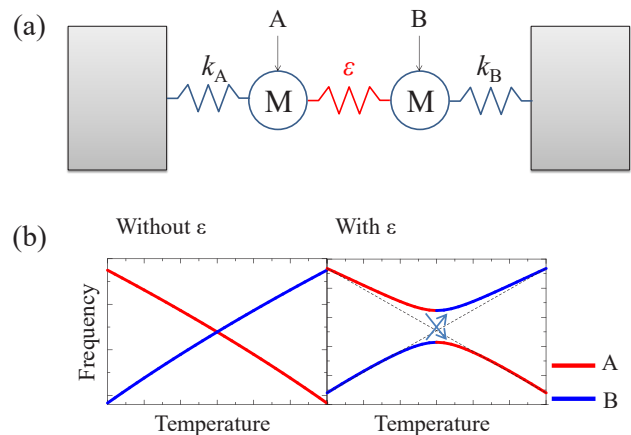 (a)
A
B
k_A
ε
k_B
M
M
(b)
Without ε
With ε
Frequency
A
B
Temperature
Temperature